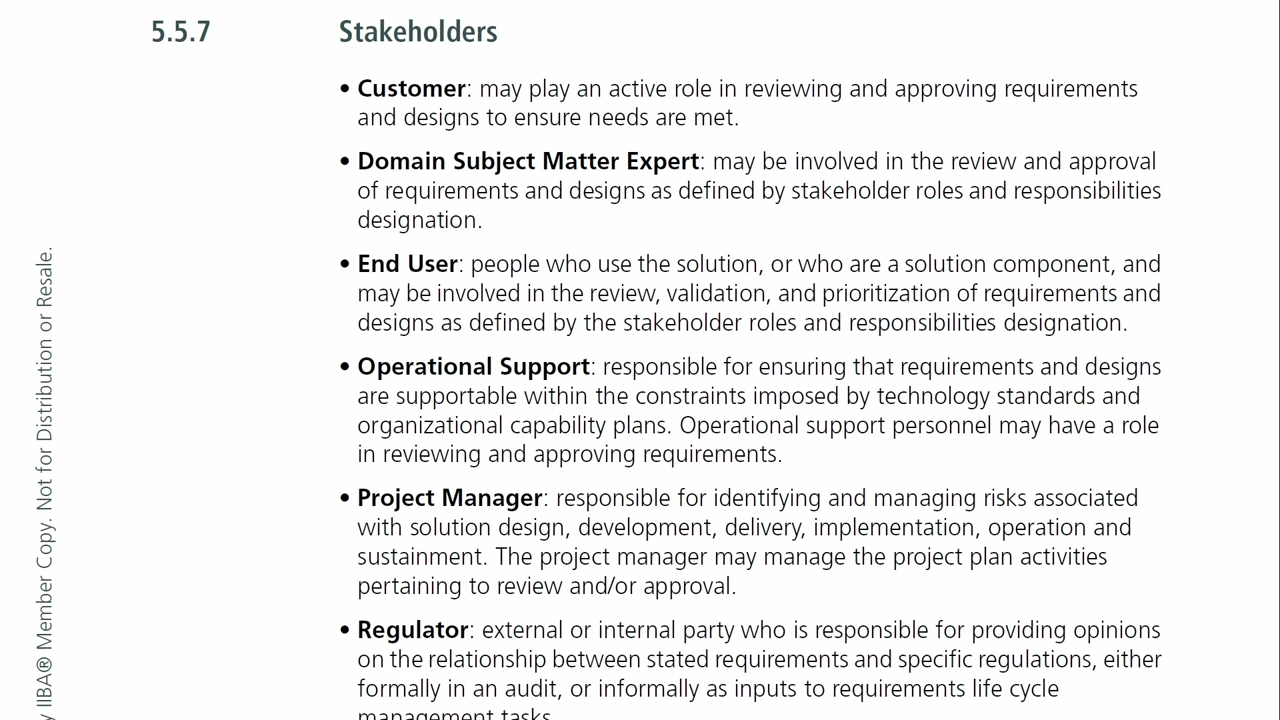 5.5.7 Stakeholders
• Customer: may play an active role in reviewing and approving requirements
and designs to ensure needs are met.
• Domain Subject Matter Expert: may be involved in the review and approval
of requirements and designs as defined by stakeholder roles and responsibilities
designation.
• End User: people who use the solution, or who are a solution component, and
may be involved in the review, validation, and prioritization of requirements and
designs as defined by the stakeholder roles and responsibilities designation.
• Operational Support: responsible for ensuring that requirements and designs
are supportable within the constraints imposed by technology standards and
organizational capability plans. Operational support personnel may have a role
in reviewing and approving requirements.
• Project Manager: responsible for identifying and managing risks associated
with solution design, development, delivery, implementation, operation and
sustainment. The project manager may manage the project plan activities
pertaining to review and/or approval.
• Regulator: external or internal party who is responsible for providing opinions
on the relationship between stated requirements and specific regulations, either
formally in an audit, or informally as inputs to requirements life cycle
management tasks.
y IIBA® Member Copy. Not for Distribution or Resale.